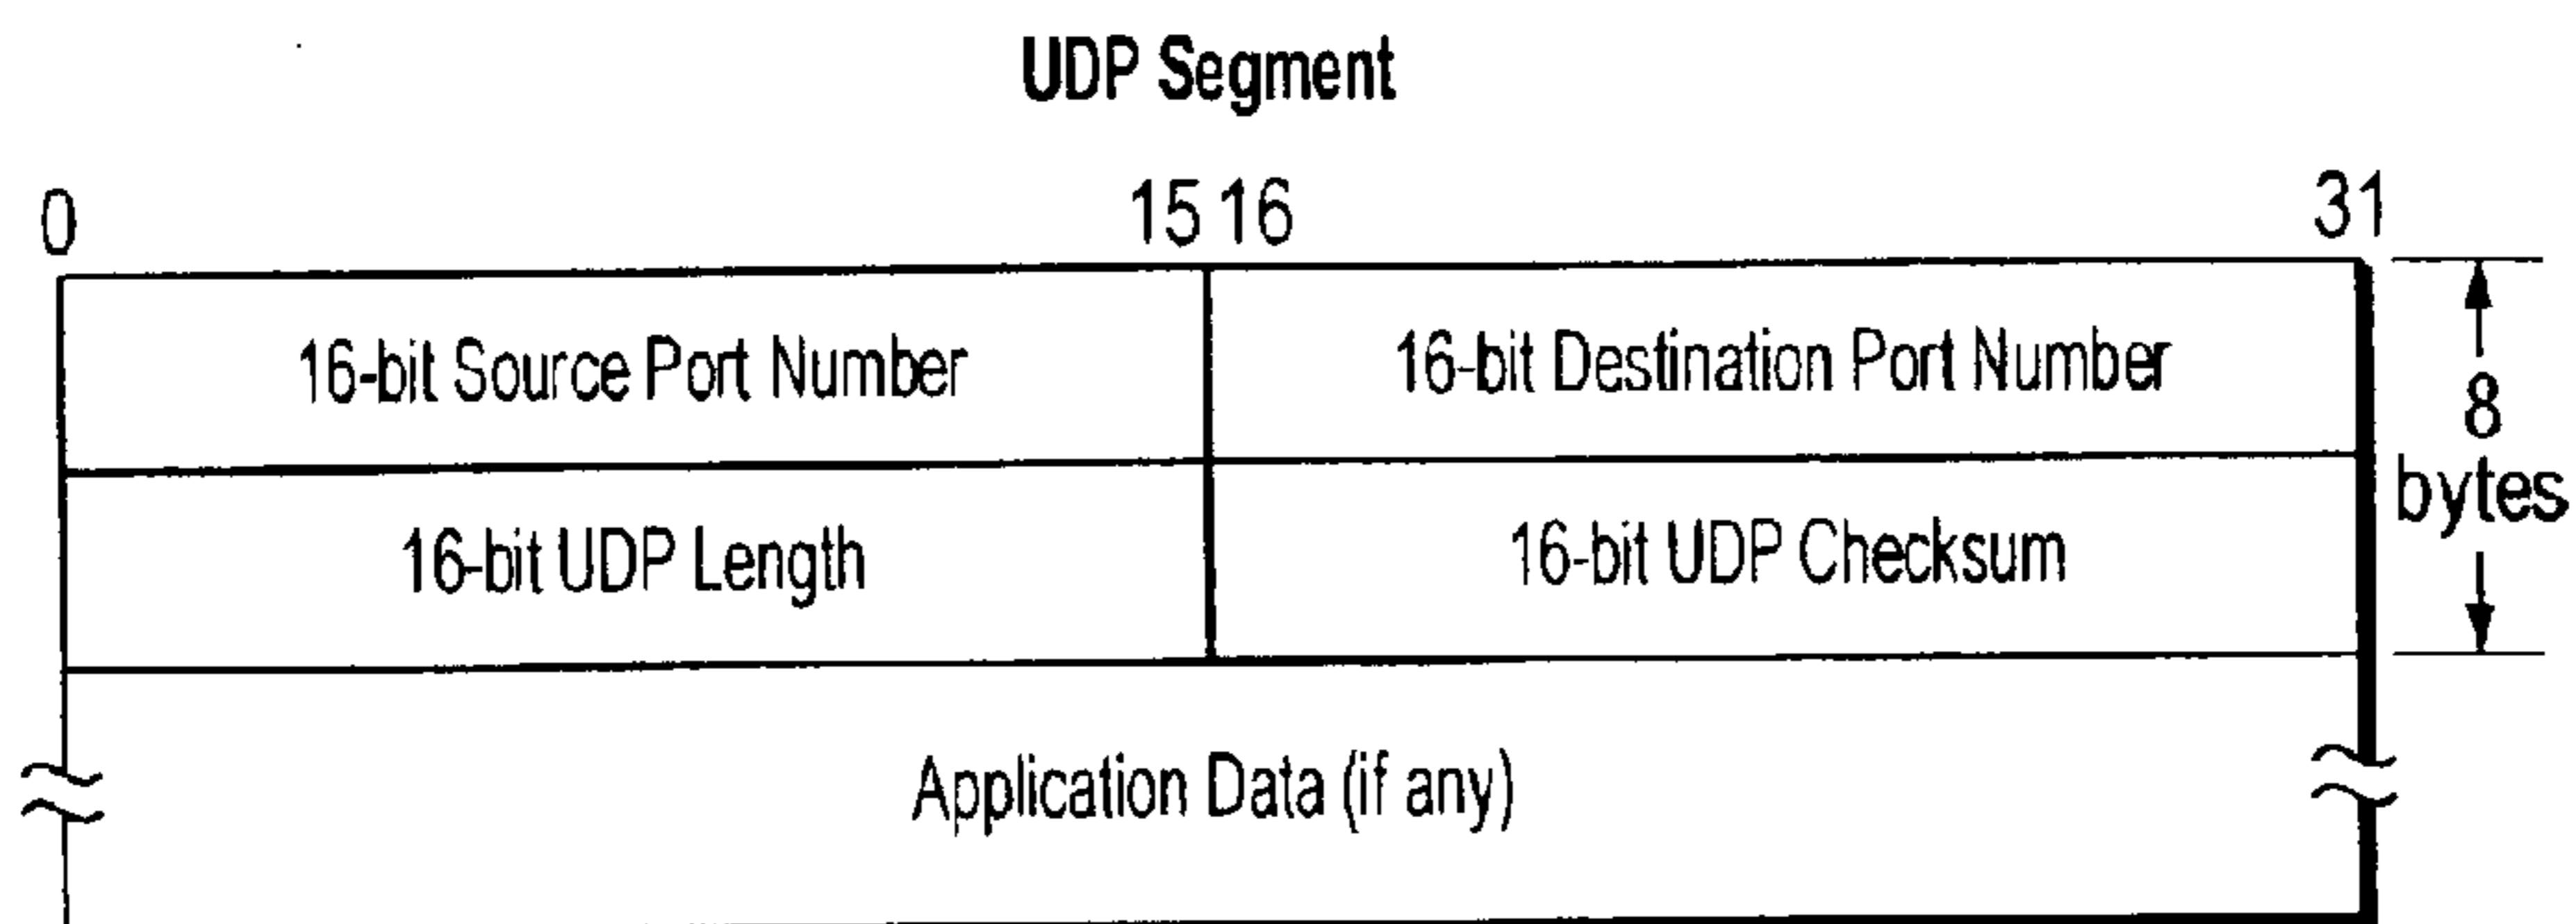 UDP Segment
0 15 16 31
16-bit Source Port Number 16-bit Destination Port Number
8
bytes
16-bit UDP Length 16-bit UDP Checksum
Application Data (if any)